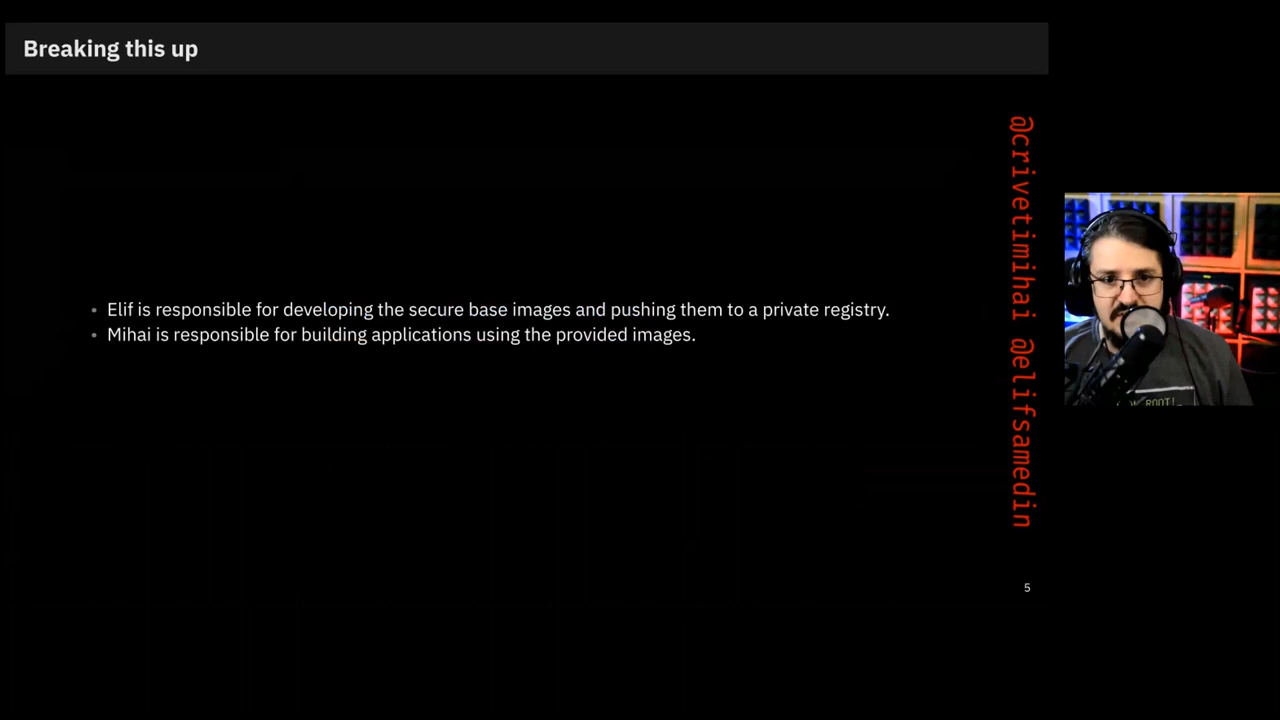 Breaking this up
• Elif is responsible for developing the secure base images and pushing them to a private registry.
• Mihai is responsible for building applications using the provided images.
@crivetimihai @elifsamedin
ROOT!_
5